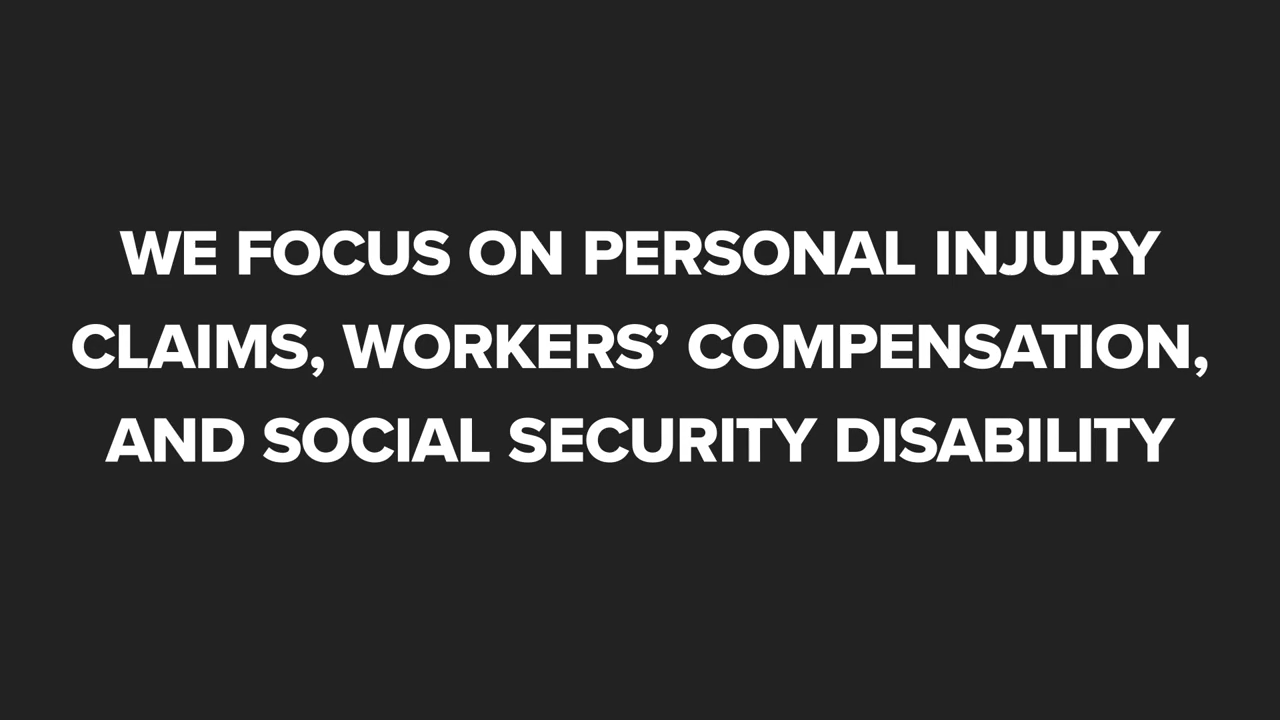 WE FOCUS ON PERSONAL INJURY
CLAIMS, WORKERS’ COMPENSATION,
AND SOCIAL SECURITY DISABILITY